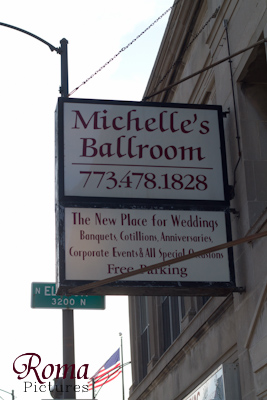 Michelle's
Ballroom
773.478.1828
The New Place for Weddings
Banquets, Cotillions, Anniversaries,
Corporate Events & All Special Occasions
Free Parking
N EL
3200 N
Roma
Pictures